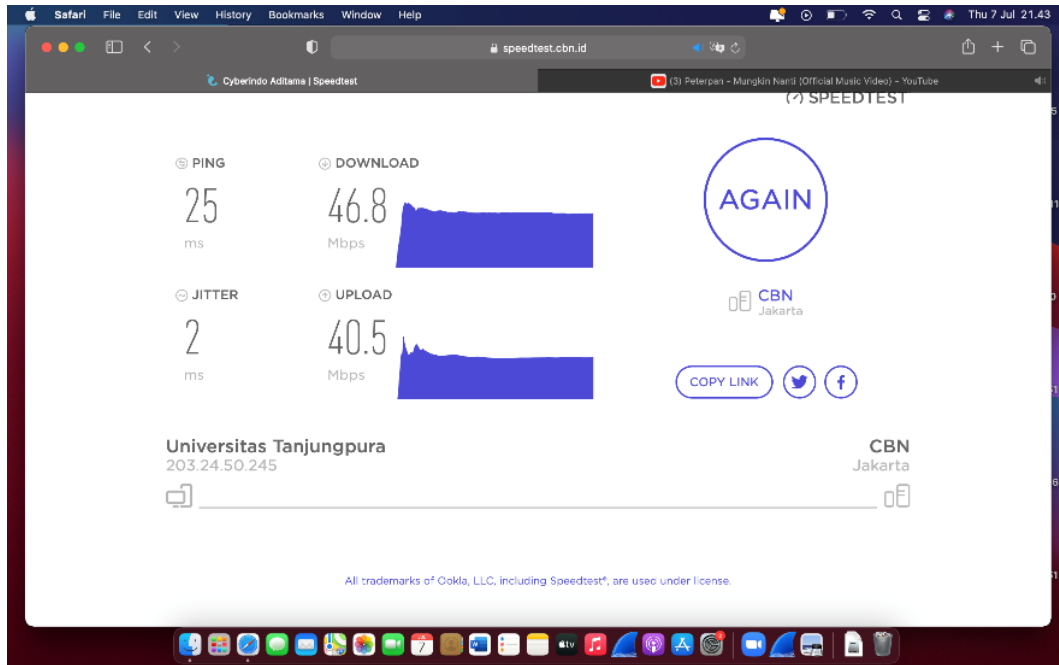 Safari File Edit View History Bookmarks Window Help Thu 7 Jul 21.43
speedtest.cbn.id
Cyberindo Aditama | Speedtest
(3) Peterpan - Mungkin Nanti (Official Music Video) - YouTube
SPEEDTEST
PING
25
ms
DOWNLOAD
46.8
Mbps
AGAIN
JITTER
2
ms
UPLOAD
40.5
Mbps
CBN
Jakarta
COPY LINK
Universitas Tanjungpura
203.24.50.245
CBN
Jakarta
All trademarks of Ookla, LLC, including Speedtest®, are used under license.